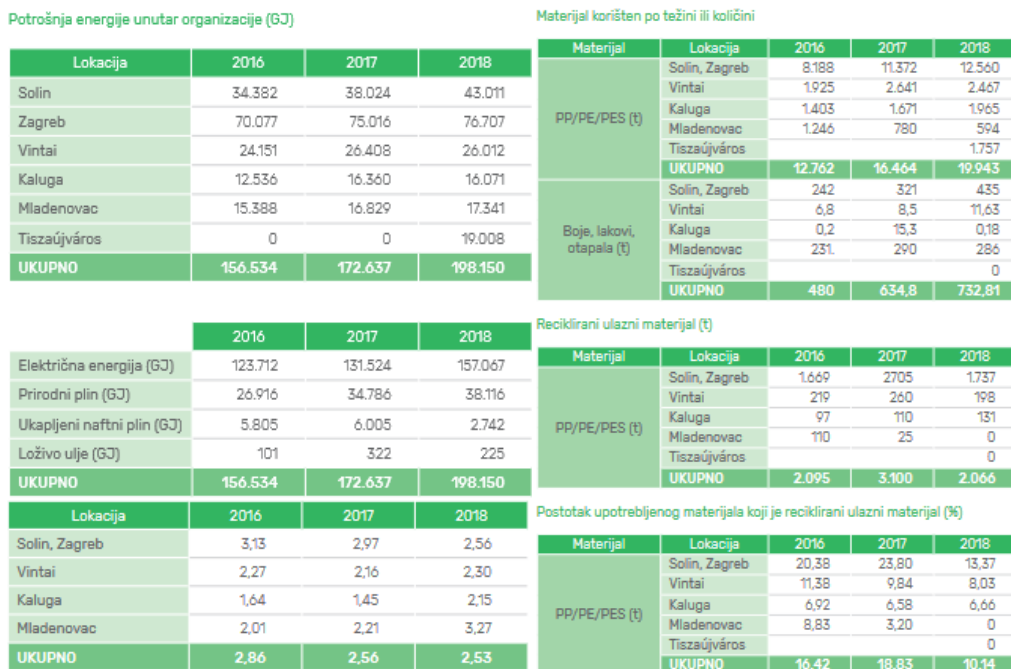 Potrošnja energije unutar organizacije (GJ)
Lokacija 2016 2017 2018
Solin 34.382 38.024 43.011
Zagreb 70.077 75.016 76.707
Vintai 24.151 26.408 26.012
Kaluga 12.536 16.360 16.071
Mladenovac 15.388 16.829 17.341
Tiszaújváros 0 0 19.008
UKUPNO 156.534 172.637 198.150
2016 2017 2018
Električna energija (GJ) 123.712 131.524 157.067
Prirodni plin (GJ) 26.916 34.786 38.116
Ukapljeni naftni plin (GJ) 5.805 6.005 2.742
Loživo ulje (GJ) 101 322 225
UKUPNO 156.534 172.637 198.150
Lokacija 2016 2017 2018
Solin, Zagreb 3,13 2,97 2,56
Vintai 2,27 2,16 2,30
Kaluga 1,64 1,45 2,15
Mladenovac 2,01 2,21 3,27
UKUPNO 2,86 2,56 2,53
Materijal korišten po težini ili količini
Materijal Lokacija 2016 2017 2018
PP/PE/PES (t)
Solin, Zagreb 8.188 11.372 12.560
Vintai 1.925 2.641 2.467
Kaluga 1.403 1.671 1.965
Mladenovac 1.246 780 594
Tiszaújváros 1.757
UKUPNO 12.762 16.464 19.943
Boje, lakovi,
otapala (t)
Solin, Zagreb 242 321 435
Vintai 6,8 8,5 11,63
Kaluga 0,2 15,3 0,18
Mladenovac 231. 290 286
Tiszaújváros 0
UKUPNO 480 634,8 732,81
Reciklirani ulazni materijal (t)
Materijal Lokacija 2016 2017 2018
PP/PE/PES (t)
Solin, Zagreb 1.669 2705 1.737
Vintai 219 260 198
Kaluga 97 110 131
Mladenovac 110 25 0
Tiszaújváros 0
UKUPNO 2.095 3.100 2.066
Postotak upotrebljenog materijala koji je reciklirani ulazni materijal (%)
Materijal Lokacija 2016 2017 2018
PP/PE/PES (t)
Solin, Zagreb 20,38 23,80 13,37
Vintai 11,38 9,84 8,03
Kaluga 6,92 6,58 6,66
Mladenovac 8,83 3,20 0
Tiszaújváros 0
UKUPNO 16,42 18,83 10,14